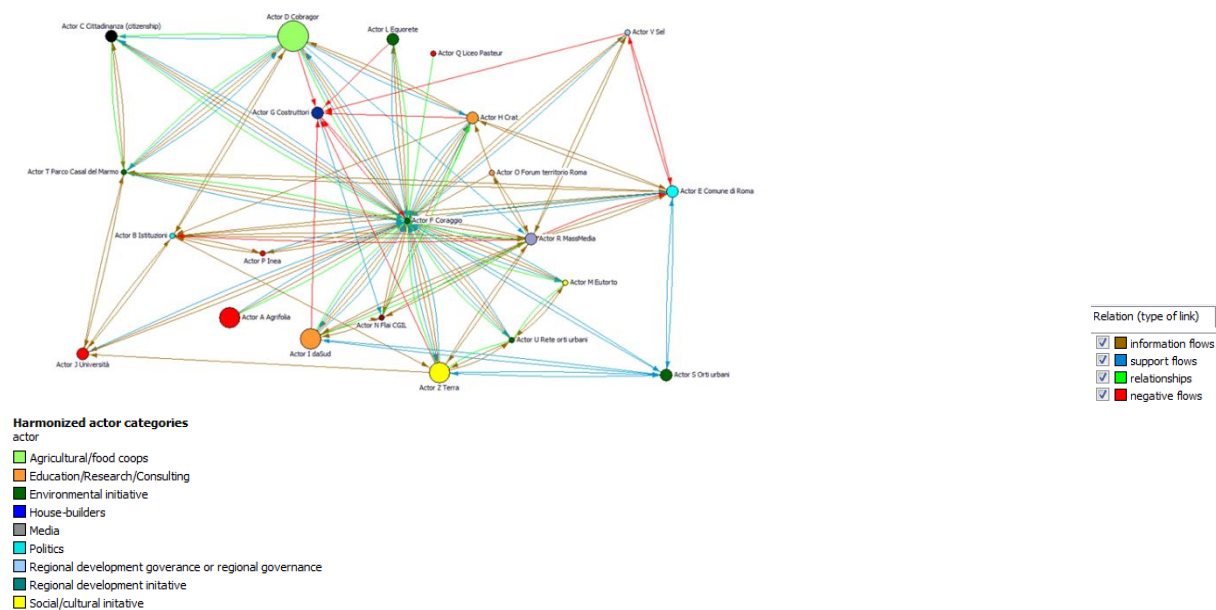 Actor C Cittadinanza (citizenship)
Actor D Cobragor
Actor L Equorete
Actor V Sel
Actor Q Liceo Pasteur
Actor G Costruttori
Actor H Crat
Actor T Parco Casal del Marmo
Actor O Forum territorio Roma
Actor E Comune di Roma
Actor F Coraggio
Actor B Istituzioni
Actor R MassMedia
Actor P Inea
Actor M Eutorto
Actor A Agrifolia
Actor N Flai CGIL
Actor U Rete orti urbani
Actor I daSud
Actor J Università
Actor Z Terra
Actor S Orti urbani
Relation (type of link)
information flows
support flows
relationships
negative flows
Harmonized actor categories
actor
Agricultural/food coops
Education/Research/Consulting
Environmental initiative
House-builders
Media
Politics
Regional development goverance or regional governance
Regional development initative
Social/cultural initative